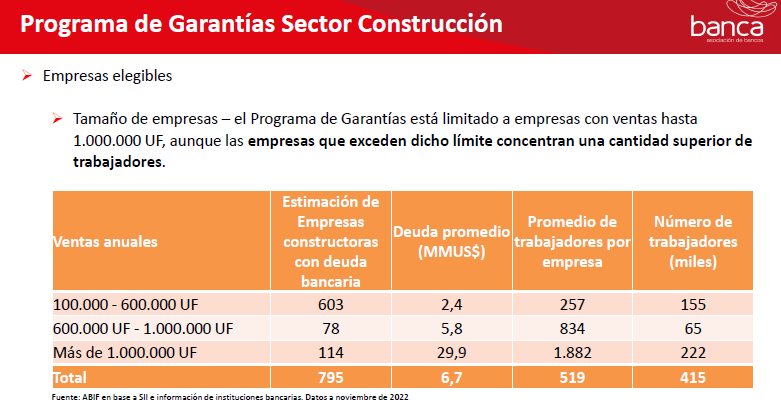 Programa de Garantías Sector Construcción
banca
asociación de bancos
Empresas elegibles
Tamaño de empresas – el Programa de Garantías está limitado a empresas con ventas hasta
1.000.000 UF, aunque las empresas que exceden dicho límite concentran una cantidad superior de
trabajadores.
Ventas anuales
Estimación de
Empresas
constructoras
con deuda
bancaria
Deuda promedio
(MMUS$)
Promedio de
trabajadores por
empresa
Número de
trabajadores
(miles)
100.000 - 600.000 UF 603 2,4 257 155
600.000 UF - 1.000.000 UF 78 5,8 834 65
Más de 1.000.000 UF 114 29,9 1.882 222
Total 795 6,7 519 415
Fuente: ABIF en base a SII e información de instituciones bancarias. Datos a noviembre de 2022